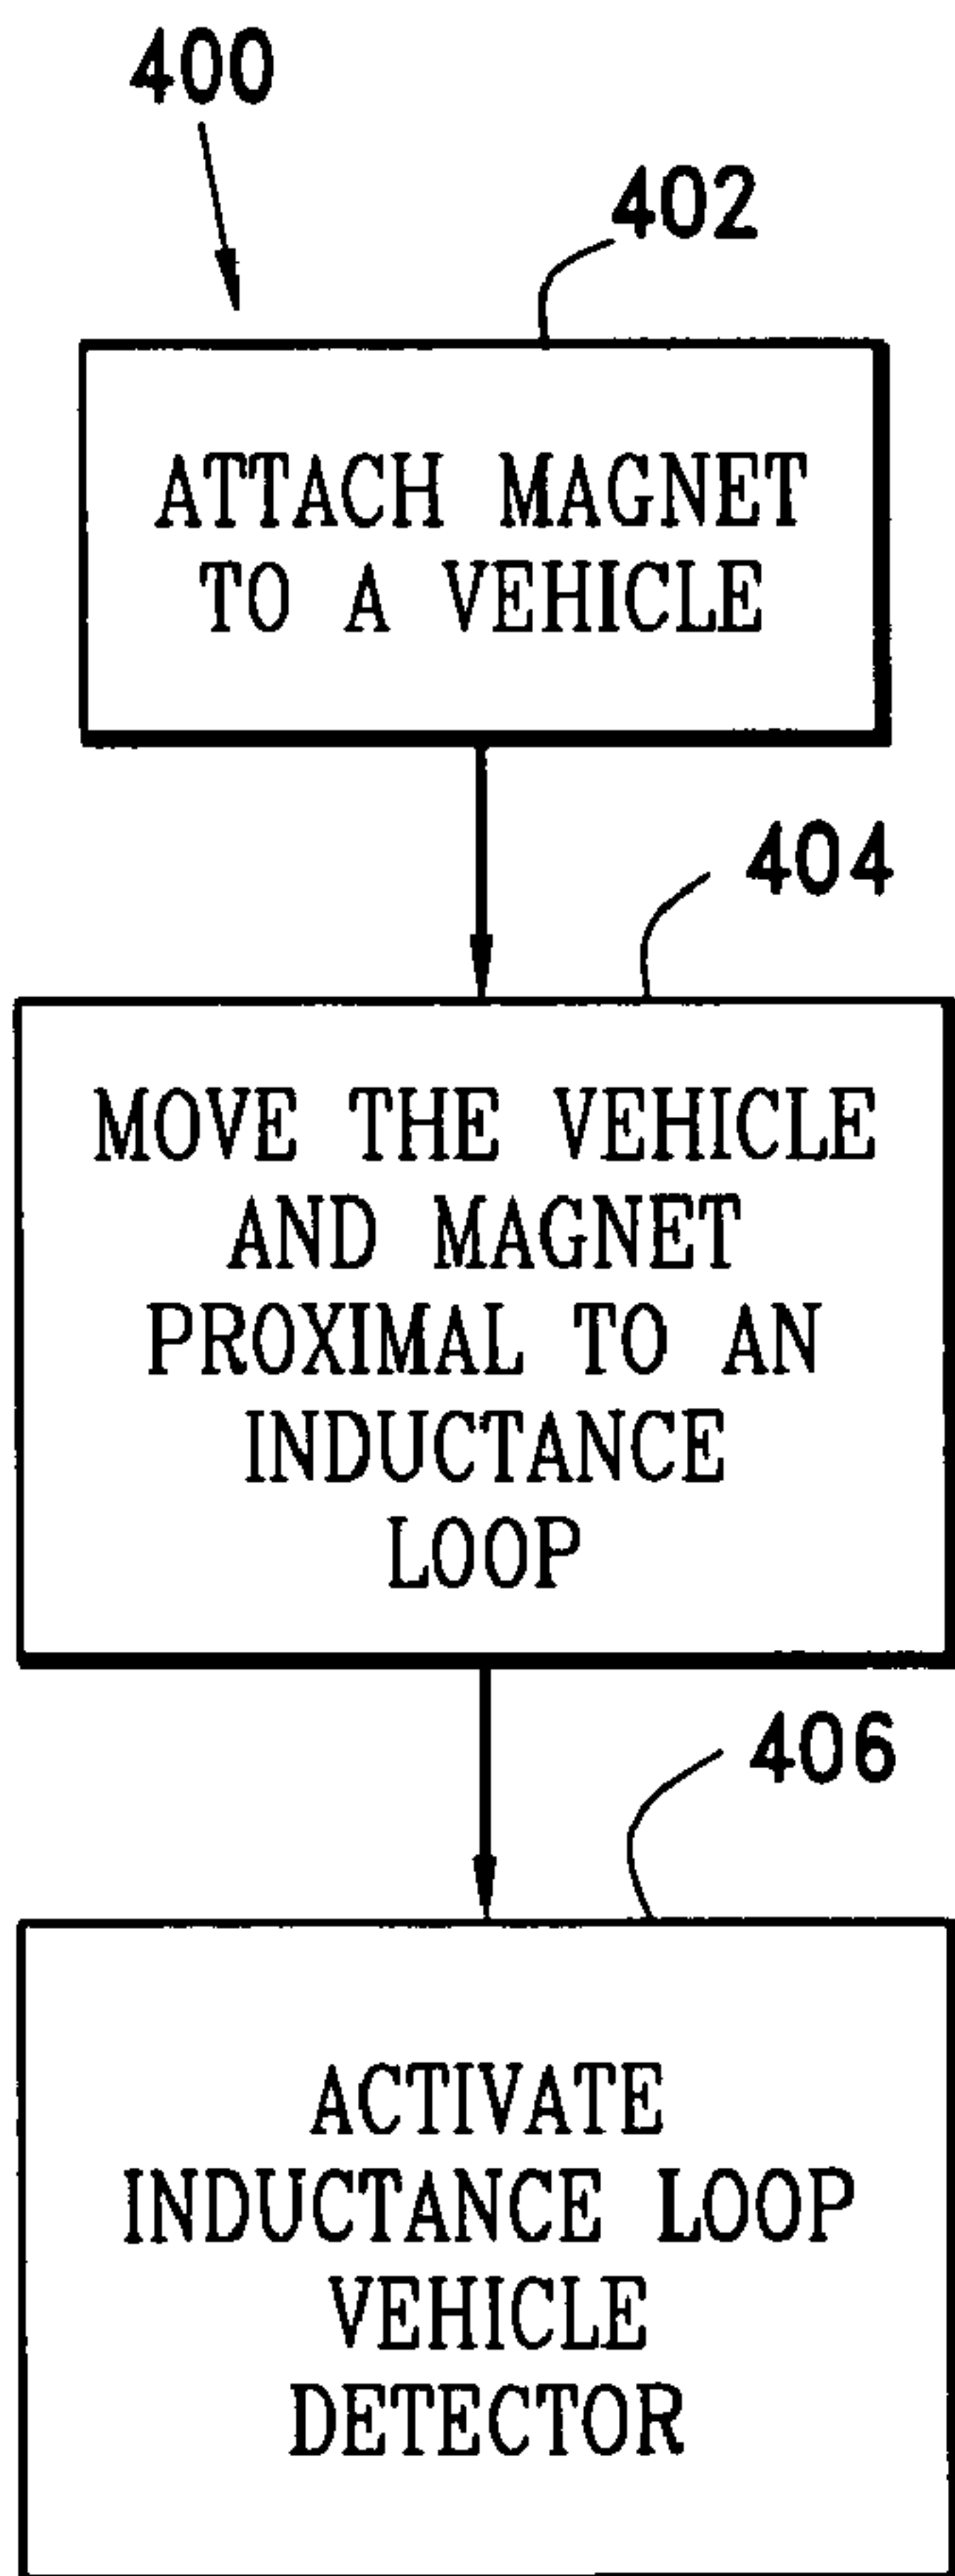 400
402
ATTACH MAGNET
TO A VEHICLE
404
MOVE THE VEHICLE
AND MAGNET
PROXIMAL TO AN
INDUCTANCE
LOOP
406
ACTIVATE
INDUCTANCE LOOP
VEHICLE
DETECTOR